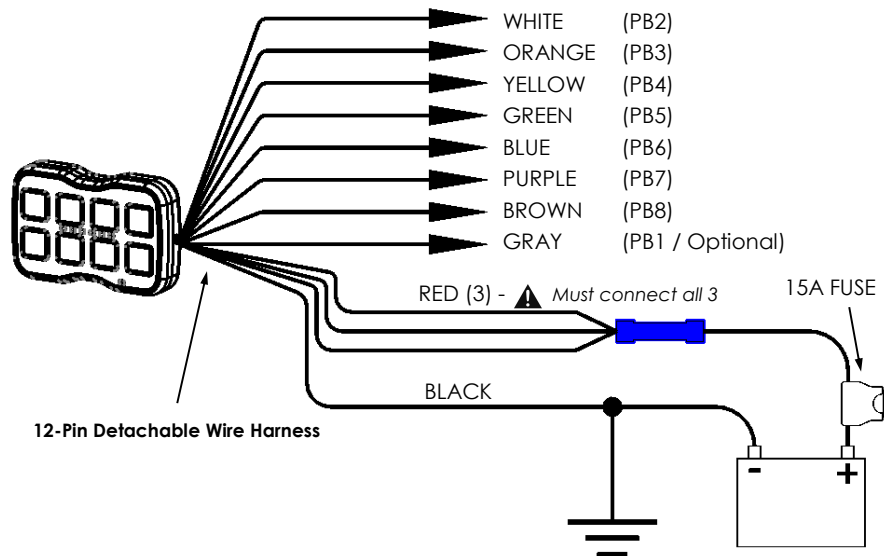 WHITE (PB2)
ORANGE (PB3)
YELLOW (PB4)
GREEN (PB5)
BLUE (PB6)
PURPLE (PB7)
BROWN (PB8)
GRAY (PB1 / Optional)
RED (3) - ⚠ Must connect all 3
15A FUSE
BLACK
12-Pin Detachable Wire Harness
- +